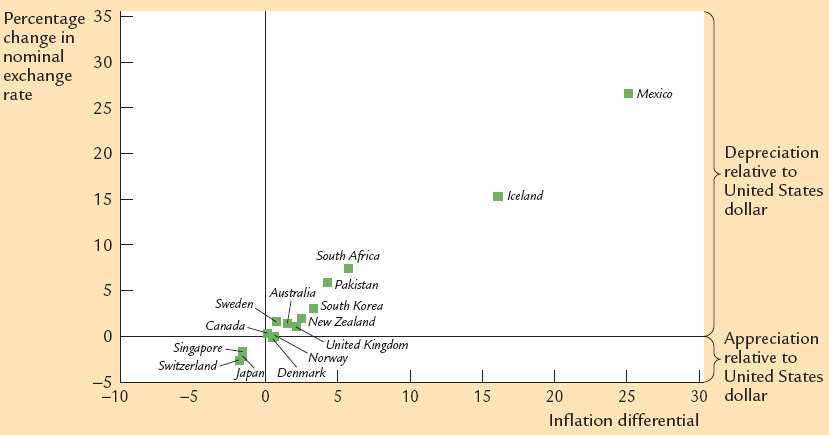 Percentage
change in
nominal
exchange
rate
35
30
25
20
15
10
5
0
−5
Mexico
Iceland
South Africa
Pakistan
Australia
South Korea
Sweden
New Zealand
Canada
United Kingdom
Singapore
Norway
Switzerland
Japan
Denmark
Depreciation
relative to
United States
dollar
Appreciation
relative to
United States
dollar
−10
−5
0
5
10
15
20
25
30
Inflation differential